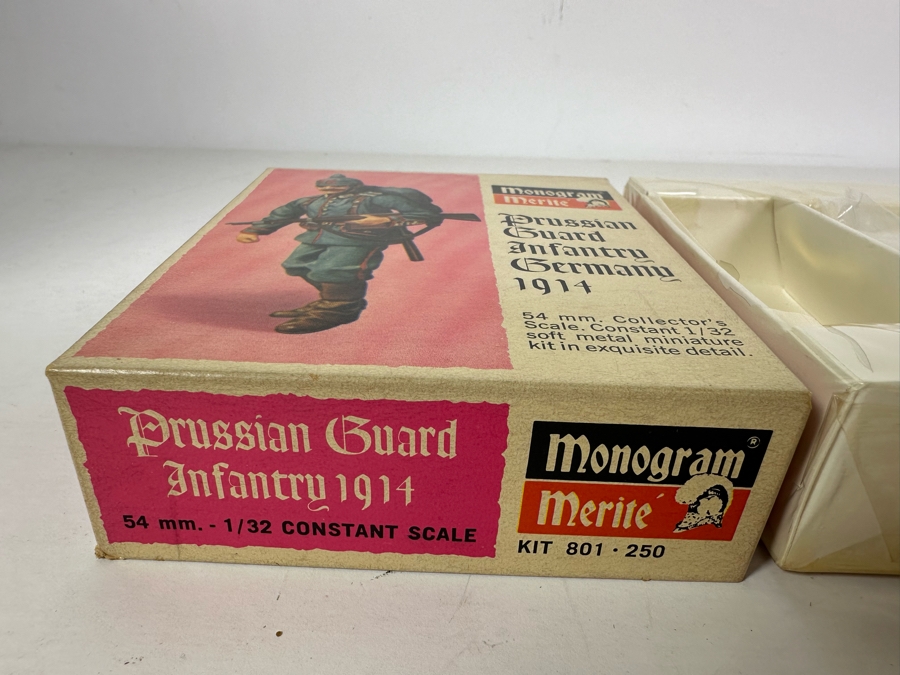 Monogram
Merite
Prussian
Guard
Infantry
Germany
1914
54 mm. Collector's
Scale. Constant 1/32
soft metal miniature
kit in exquisite detail.
Prussian Guard
Infantry 1914
54 mm. - 1/32 CONSTANT SCALE
Monogram ®
Merité
KIT 801 · 250